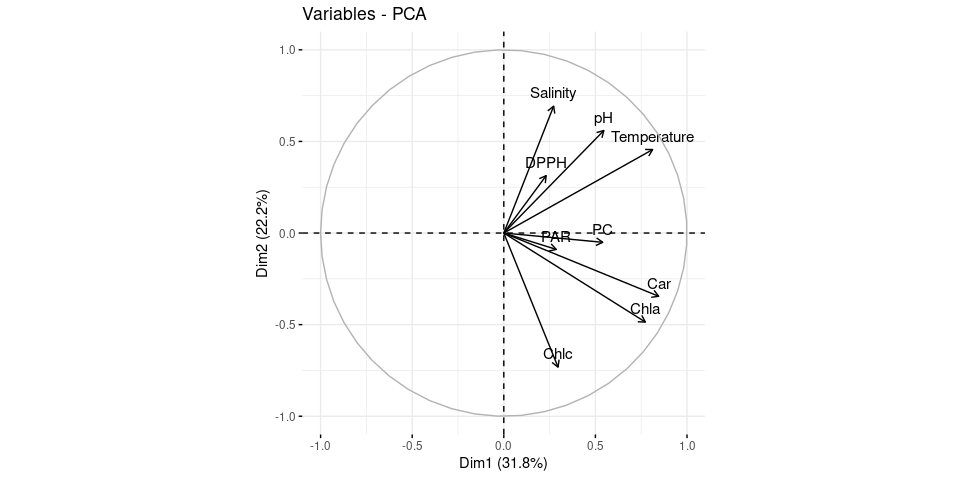 Variables - PCA
1.0
Salinity
pH
Temperature
0.5
DPPH
PC
PAR
0.0
Car
Chla
-0.5
Chlc
-1.0
-1.0 -0.5 0.0 0.5 1.0
Dim1 (31.8%)
Dim2 (22.2%)